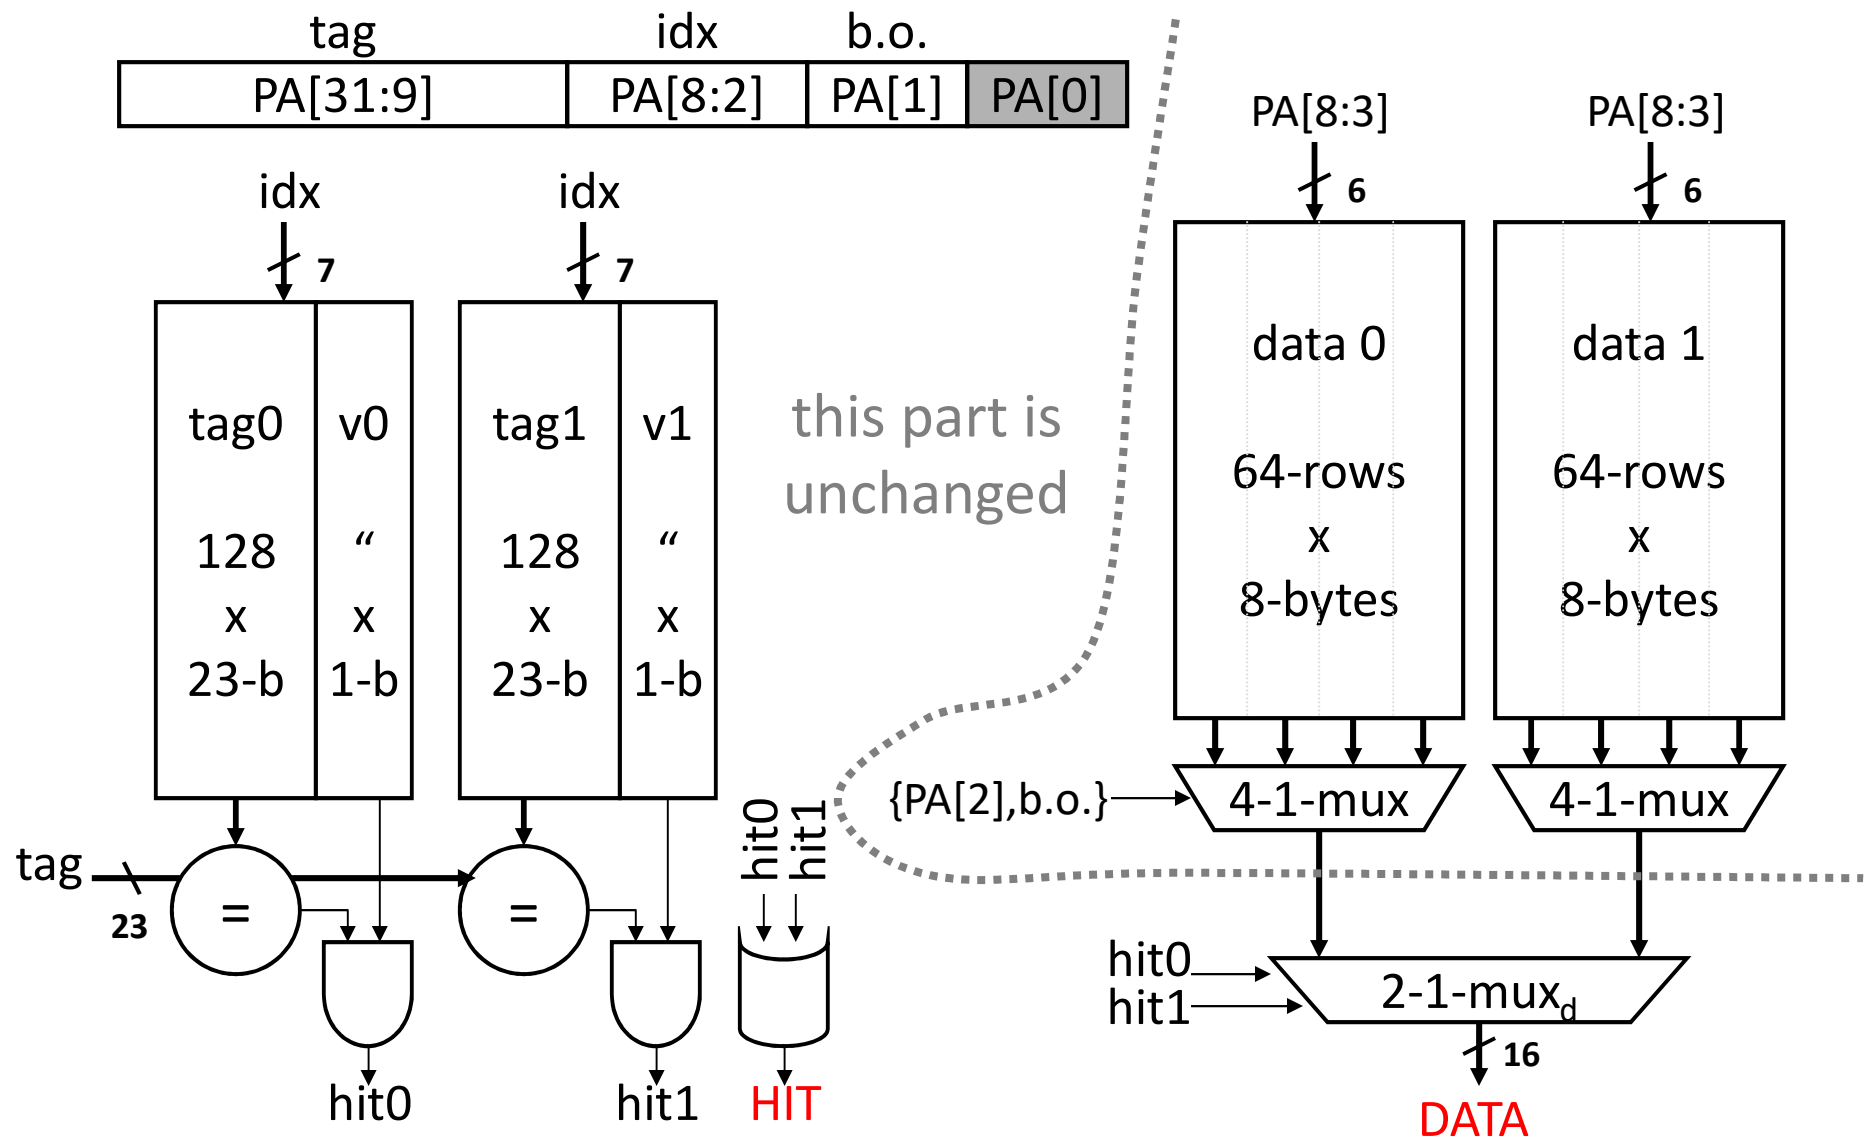 tag idx b.o.
PA[31:9] PA[8:2] PA[1] PA[0]
idx
7
idx
7
tag0
128
x
23-b
v0
“
x
1-b
tag1
128
x
23-b
v1
“
x
1-b
tag
23
=
=
hit0
hit1
hit0
hit1
HIT
this part is
unchanged
PA[8:3]
6
PA[8:3]
6
data 0
64-rows
x
8-bytes
data 1
64-rows
x
8-bytes
{PA[2],b.o.}
4-1-mux
4-1-mux
hit0
hit1
2-1-muxd
16
DATA